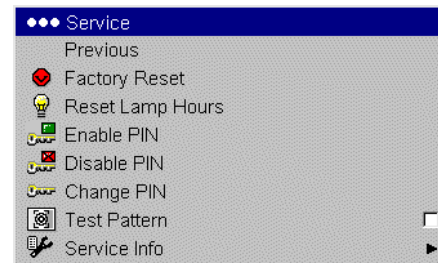 Service
Previous
Factory Reset
Reset Lamp Hours
Enable PIN
Disable PIN
Change PIN
Test Pattern
Service Info